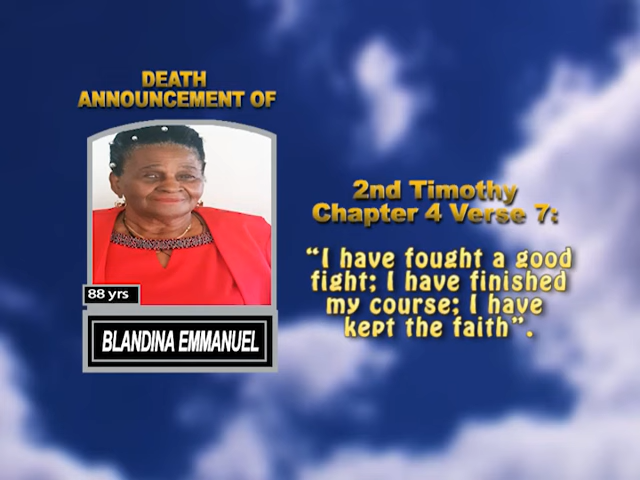 DEATH
ANNOUNCEMENT OF
88 yrs
BLANDINA EMMANUEL
2nd Timothy
Chapter 4 Verse 7:
“I have fought a good
fight; I have finished
my course; I have
kept the faith”.